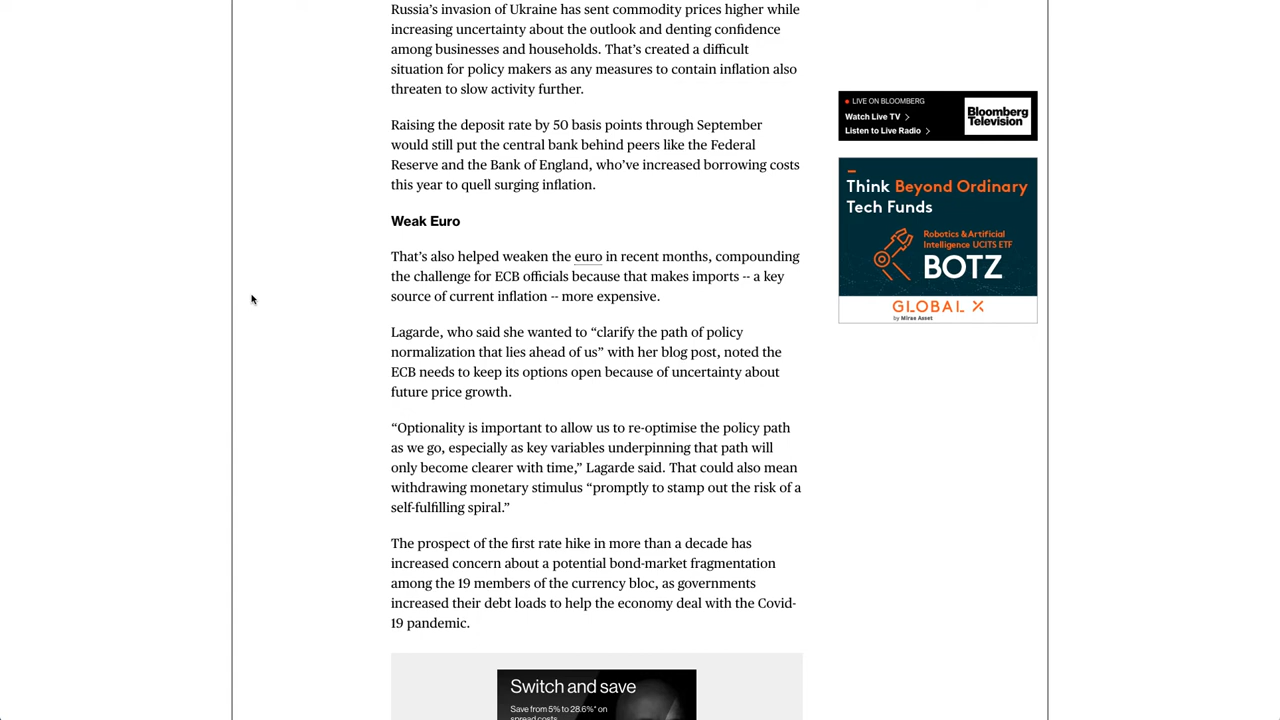 Russia’s invasion of Ukraine has sent commodity prices higher while
increasing uncertainty about the outlook and denting confidence
among businesses and households. That’s created a difficult
situation for policy makers as any measures to contain inflation also
threaten to slow activity further.
Raising the deposit rate by 50 basis points through September
would still put the central bank behind peers like the Federal
Reserve and the Bank of England, who’ve increased borrowing costs
this year to quell surging inflation.
Weak Euro
That’s also helped weaken the euro in recent months, compounding
the challenge for ECB officials because that makes imports -- a key
source of current inflation -- more expensive.
Lagarde, who said she wanted to “clarify the path of policy
normalization that lies ahead of us” with her blog post, noted the
ECB needs to keep its options open because of uncertainty about
future price growth.
“Optionality is important to allow us to re-optimise the policy path
as we go, especially as key variables underpinning that path will
only become clearer with time,” Lagarde said. That could also mean
withdrawing monetary stimulus “promptly to stamp out the risk of a
self-fulfilling spiral.”
The prospect of the first rate hike in more than a decade has
increased concern about a potential bond-market fragmentation
among the 19 members of the currency bloc, as governments
increased their debt loads to help the economy deal with the Covid-
19 pandemic.
Switch and save
Save from 5% to 28.6%* on
spread costs
LIVE ON BLOOMBERG
Watch Live TV
Listen to Live Radio
Bloomberg
Television
Think Beyond Ordinary
Tech Funds
Robotics & Artificial
Intelligence UCITS ETF
BOTZ
GLOBAL X
by Mirae Asset